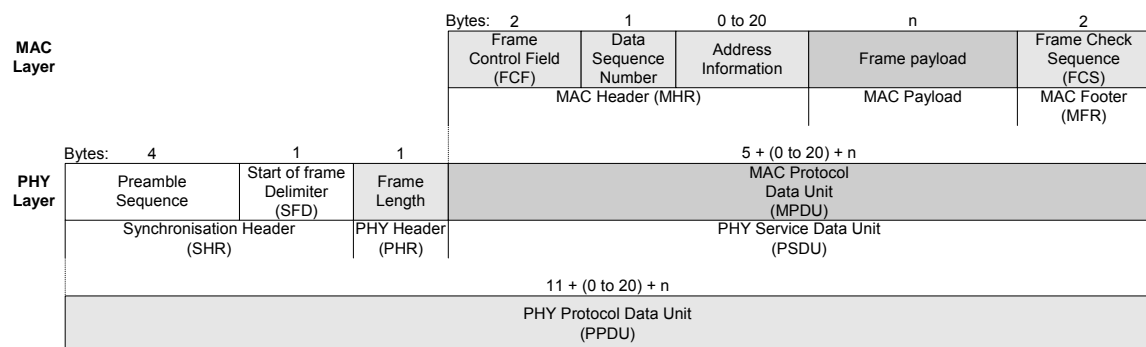 Bytes: 2 1 0 to 20 n 2
MAC
Layer
Frame
Control Field
(FCF)
Data
Sequence
Number
Address
Information
Frame payload
Frame Check
Sequence
(FCS)
MAC Header (MHR)
MAC Payload
MAC Footer
(MFR)
Bytes: 4 1 1 5 + (0 to 20) + n
PHY
Layer
Preamble
Sequence
Start of frame
Delimiter
(SFD)
Frame
Length
MAC Protocol
Data Unit
(MPDU)
Synchronisation Header
(SHR)
PHY Header
(PHR)
PHY Service Data Unit
(PSDU)
11 + (0 to 20) + n
PHY Protocol Data Unit
(PPDU)